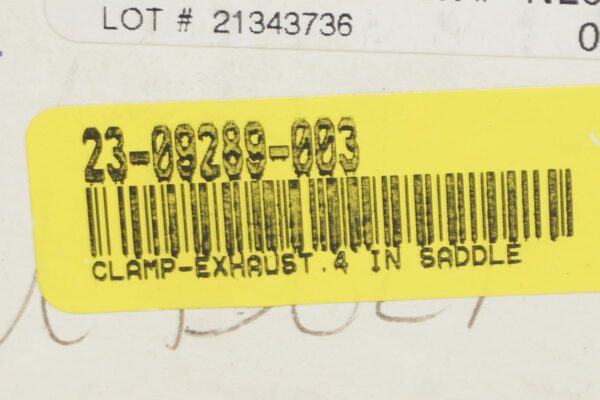 LOT # 21343736
23-09289-003
CLAMP-EXHAUST.4 IN SADDLE